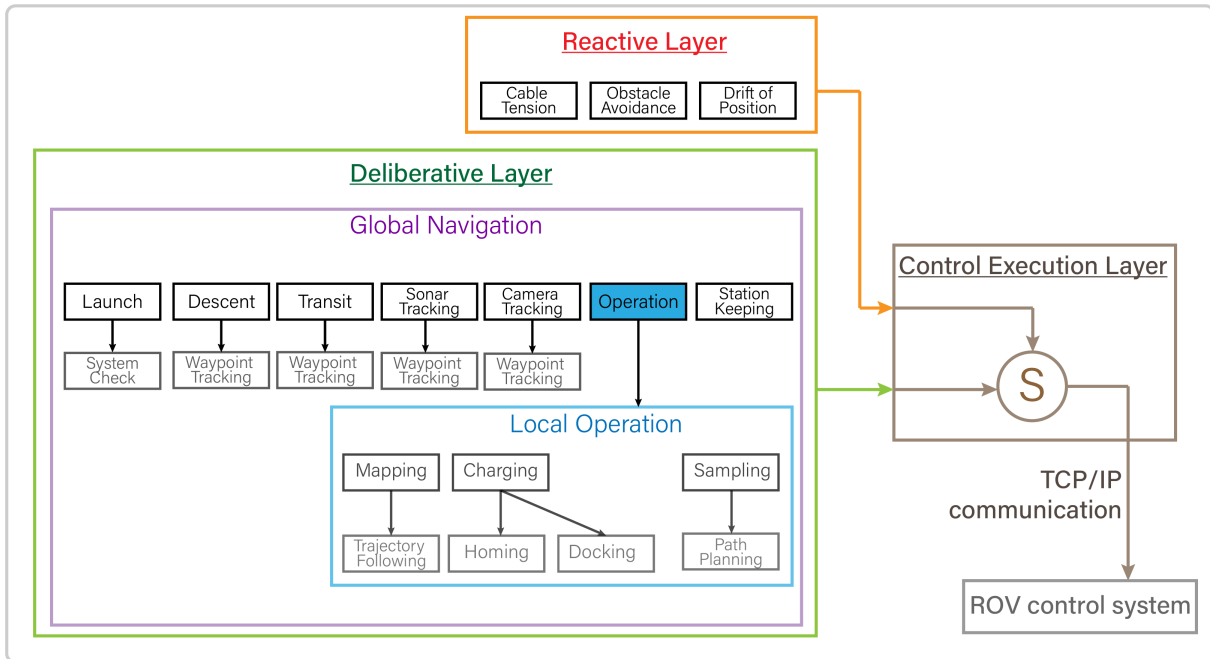 Reactive Layer
Cable
Tension
Obstacle
Avoidance
Drift of
Position
Deliberative Layer
Global Navigation
Launch
Descent
Transit
Sonar
Tracking
Camera
Tracking
Operation
Station
Keeping
System
Check
Waypoint
Tracking
Waypoint
Tracking
Waypoint
Tracking
Waypoint
Tracking
Local Operation
Mapping
Charging
Sampling
Trajectory
Following
Homing
Docking
Path
Planning
Control Execution Layer
S
TCP/IP
communication
ROV control system